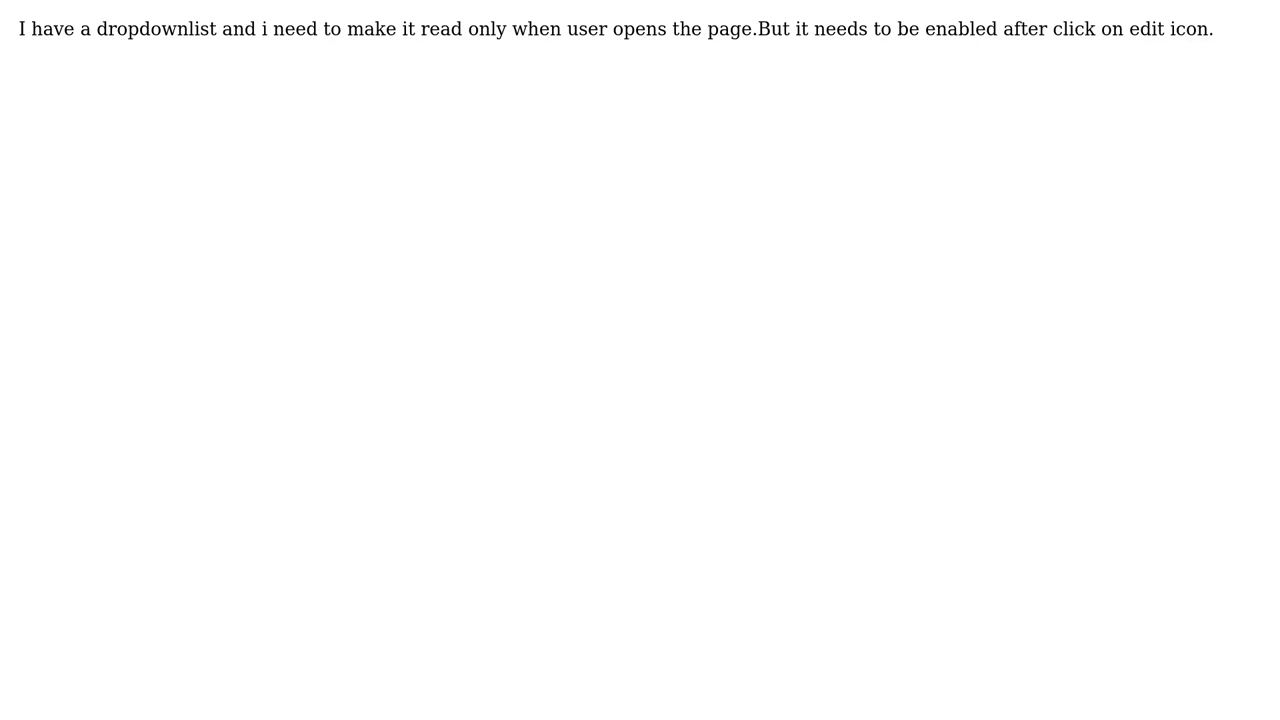 I have a dropdownlist and i need to make it read only when user opens the page.But it needs to be enabled after click on edit icon.